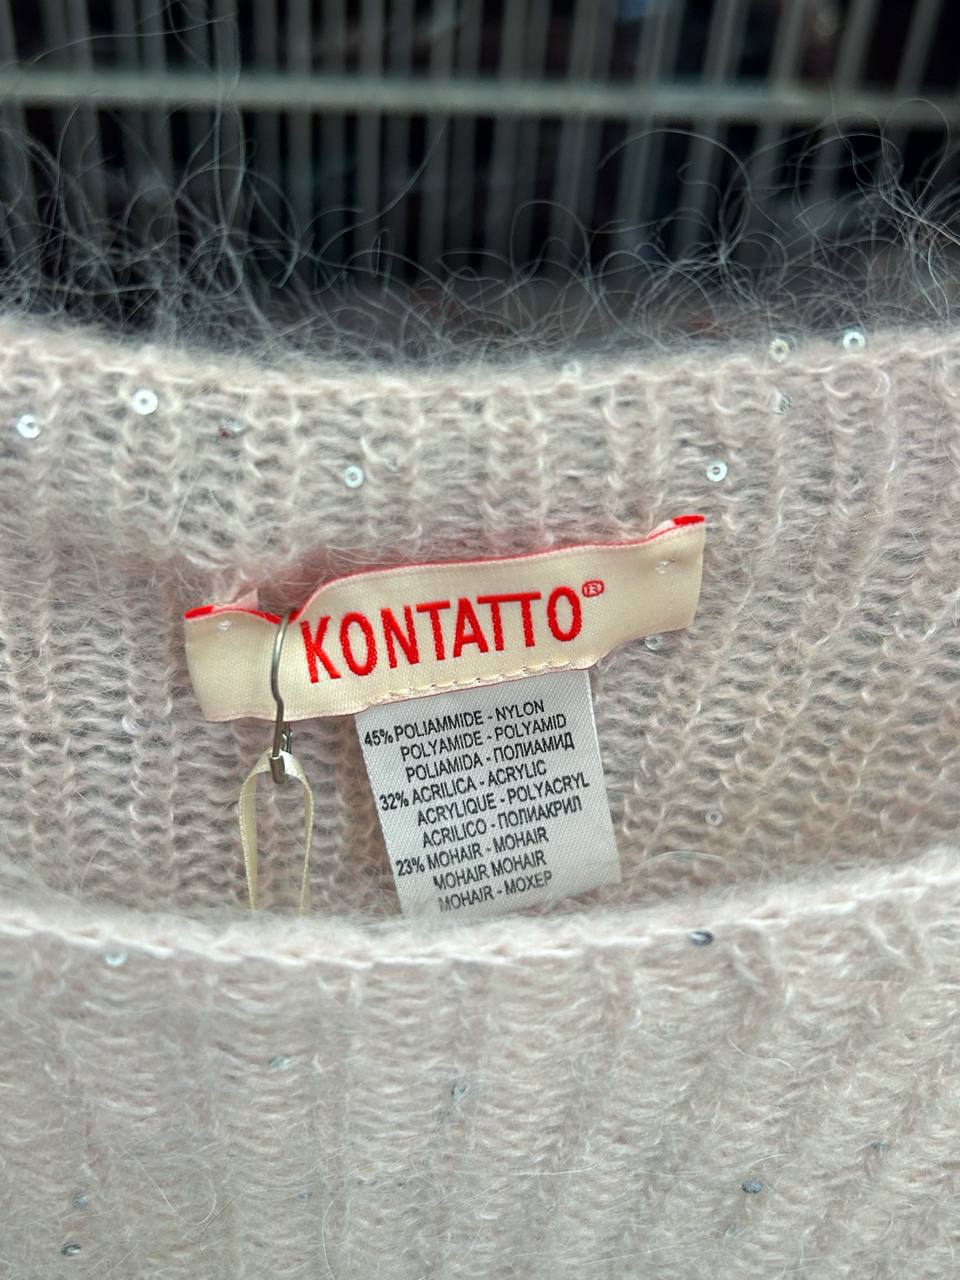 KONTATTO®
45% POLIAMMIDE - NYLON
POLYAMIDE - POLYAMID
POLIAMIDA - ПОЛИАМИД
32% ACRILICA - ACRYLIC
ACRYLIQUE - POLYACRYL
ACRILICO - ПОЛИАКРИЛ
23% MOHAIR - MOHAIR
MOHAIR MOHAIR
MOHAIR - МОХЕР